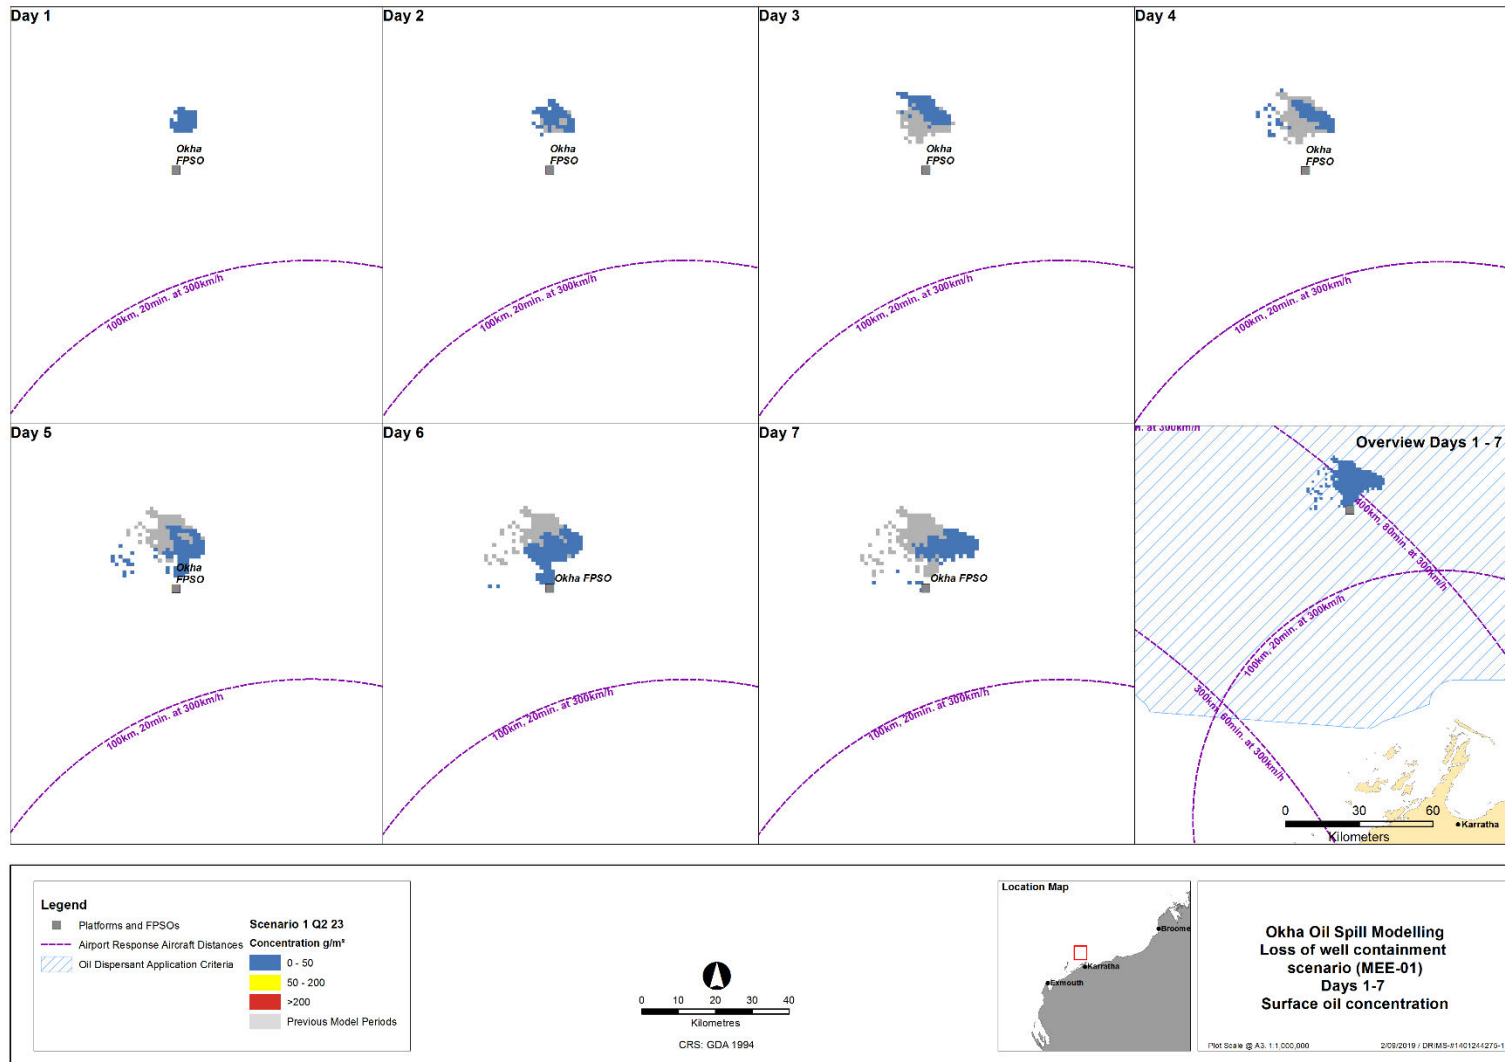 Day 1
Okha
FPSO
100km, 20min. at 300km/h
Day 2
Okha
FPSO
100km, 20min. at 300km/h
Day 3
Okha
FPSO
100km, 20min. at 300km/h
Day 4
Okha
FPSO
100km, 20min. at 300km/h
Day 5
Okha
FPSO
100km, 20min. at 300km/h
Day 6
Okha FPSO
100km, 20min. at 300km/h
Day 7
Okha FPSO
100km, 20min. at 300km/h
at 300km/h
Overview Days 1 - 7
400km, 80min. at 300km/h
100km, 20min. at 300km/h
300km, 60min. at 300km/h
0 30 60
Kilometers
Karratha
Legend
Platforms and FPSOs
Airport Response Aircraft Distances
Oil Dispersant Application Criteria
Scenario 1 Q2 23
Concentration g/m²
0 - 50
50 - 200
>200
Previous Model Periods
0 10 20 30 40
Kilometres
CRS: GDA 1994
Location Map
Broome
Karratha
Exmouth
Okha Oil Spill Modelling
Loss of well containment
scenario (MEE-01)
Days 1-7
Surface oil concentration
Plot Scale @ A3, 1:1,000,000
2/09/2019 / DRIMS-#1401244275-1